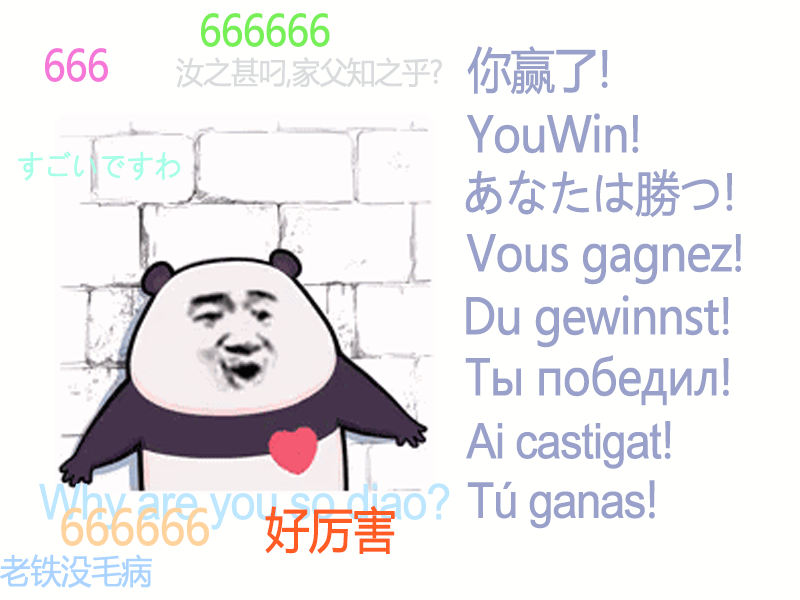 666666
666
汝之甚叼,家父知之乎?
すごいですわ
你赢了!
YouWin!
あなたは勝つ!
Vous gagnez!
Du gewinnst!
Ты победил!
Ai castigat!
Tú ganas!
Why are you so diao?
666666
好厉害
老铁没毛病